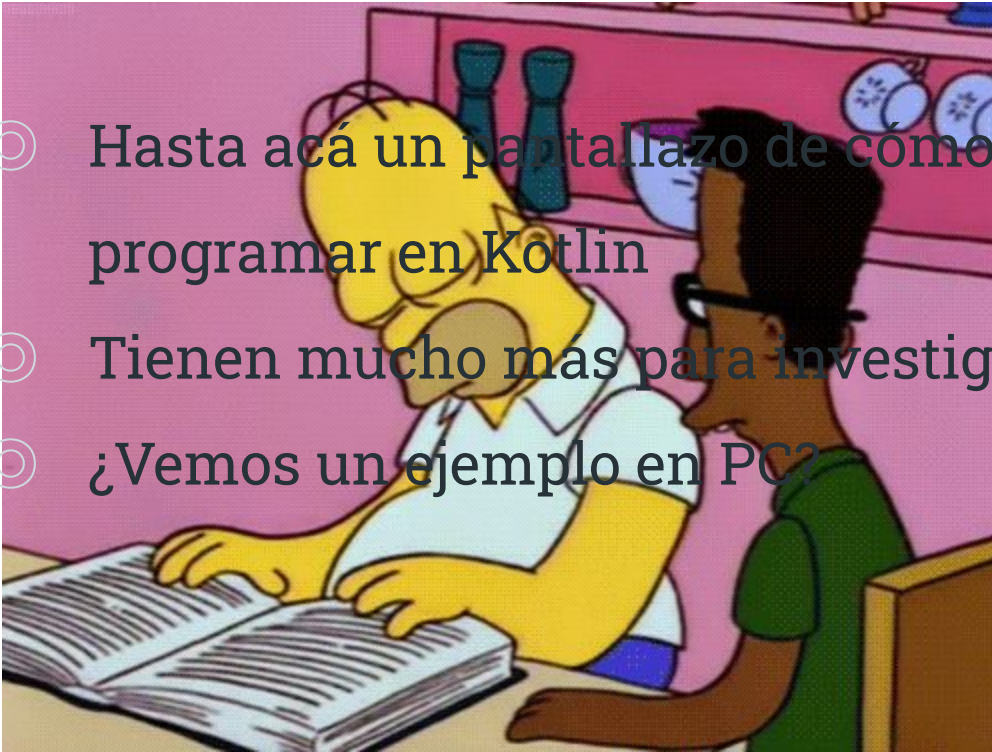 Hasta acá un pantallazo de cómo
programar en Kotlin
Tienen mucho más para investig
¿Vemos un ejemplo en PC?